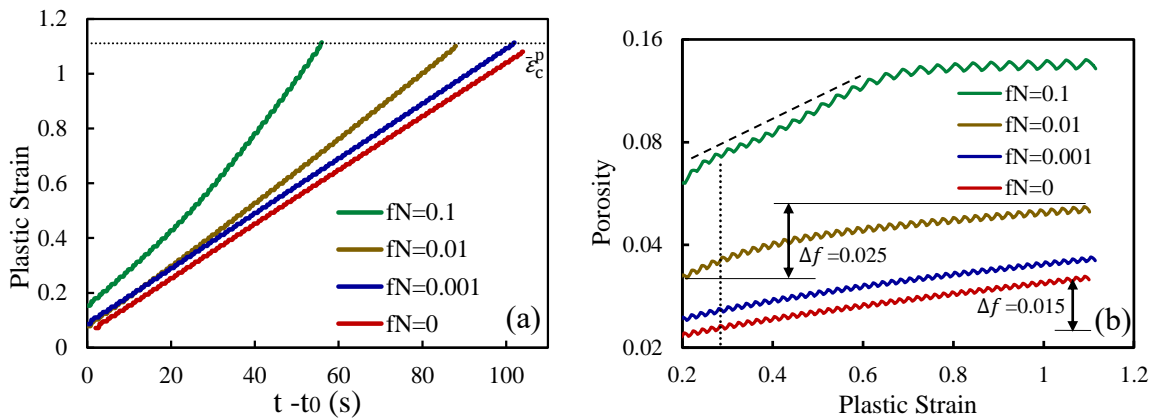 Plastic Strain
1.2
1
0.8
0.6
0.4
0.2
0
0 20 40 60 80 100
t -t0 (s)
ε̄cᵖ
fN=0.1
fN=0.01
fN=0.001
fN=0
(a)
Porosity
0.16
0.08
0.04
0.02
0.2 0.4 0.6 0.8 1 1.2
Plastic Strain
fN=0.1
fN=0.01
fN=0.001
fN=0
Δf =0.025
Δf =0.015
(b)